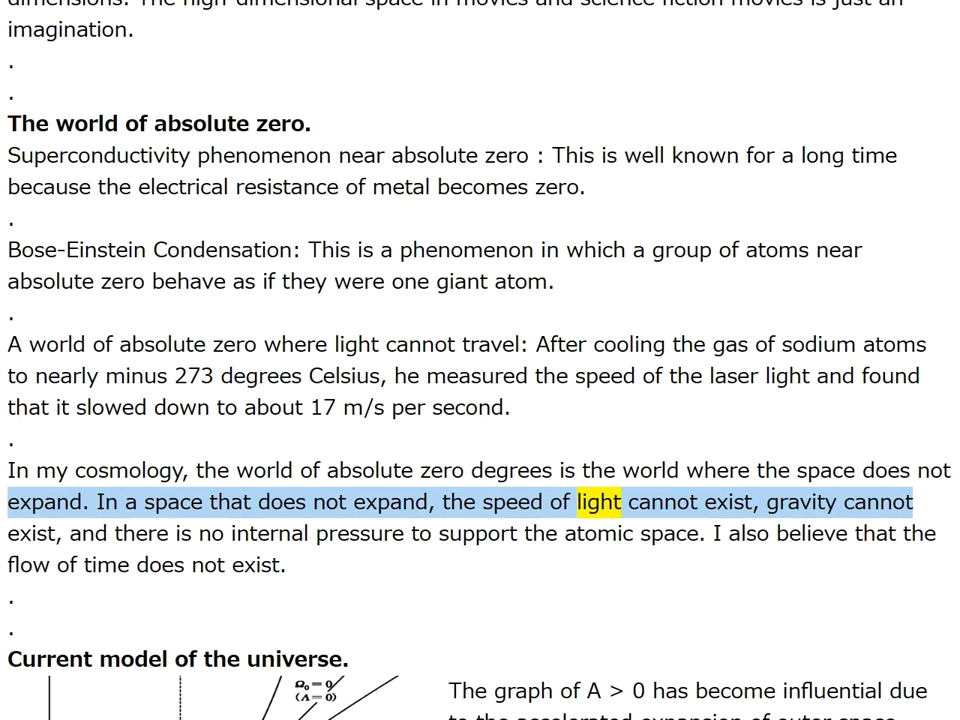 imagination.
.
.
The world of absolute zero.
Superconductivity phenomenon near absolute zero : This is well known for a long time
because the electrical resistance of metal becomes zero.
.
Bose-Einstein Condensation: This is a phenomenon in which a group of atoms near
absolute zero behave as if they were one giant atom.
.
A world of absolute zero where light cannot travel: After cooling the gas of sodium atoms
to nearly minus 273 degrees Celsius, he measured the speed of the laser light and found
that it slowed down to about 17 m/s per second.
.
In my cosmology, the world of absolute zero degrees is the world where the space does not
expand. In a space that does not expand, the speed of light cannot exist, gravity cannot
exist, and there is no internal pressure to support the atomic space. I also believe that the
flow of time does not exist.
.
.
Current model of the universe.
Ω₀=0
(Λ=0)
The graph of A > 0 has become influential due